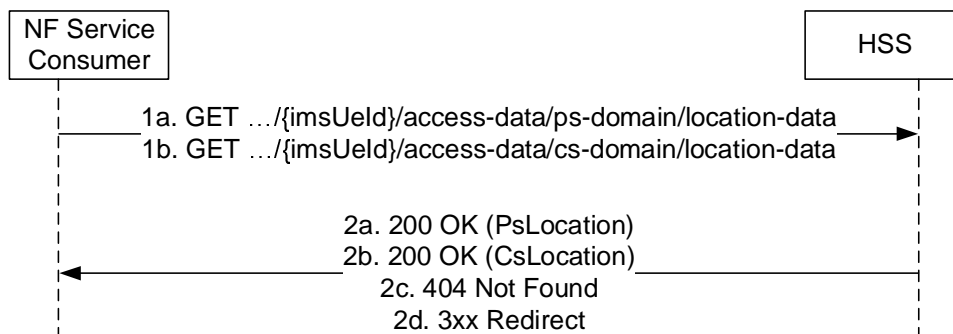 NF Service
Consumer
HSS
1a. GET …/{imsUeId}/access-data/ps-domain/location-data
1b. GET …/{imsUeId}/access-data/cs-domain/location-data
2a. 200 OK (PsLocation)
2b. 200 OK (CsLocation)
2c. 404 Not Found
2d. 3xx Redirect